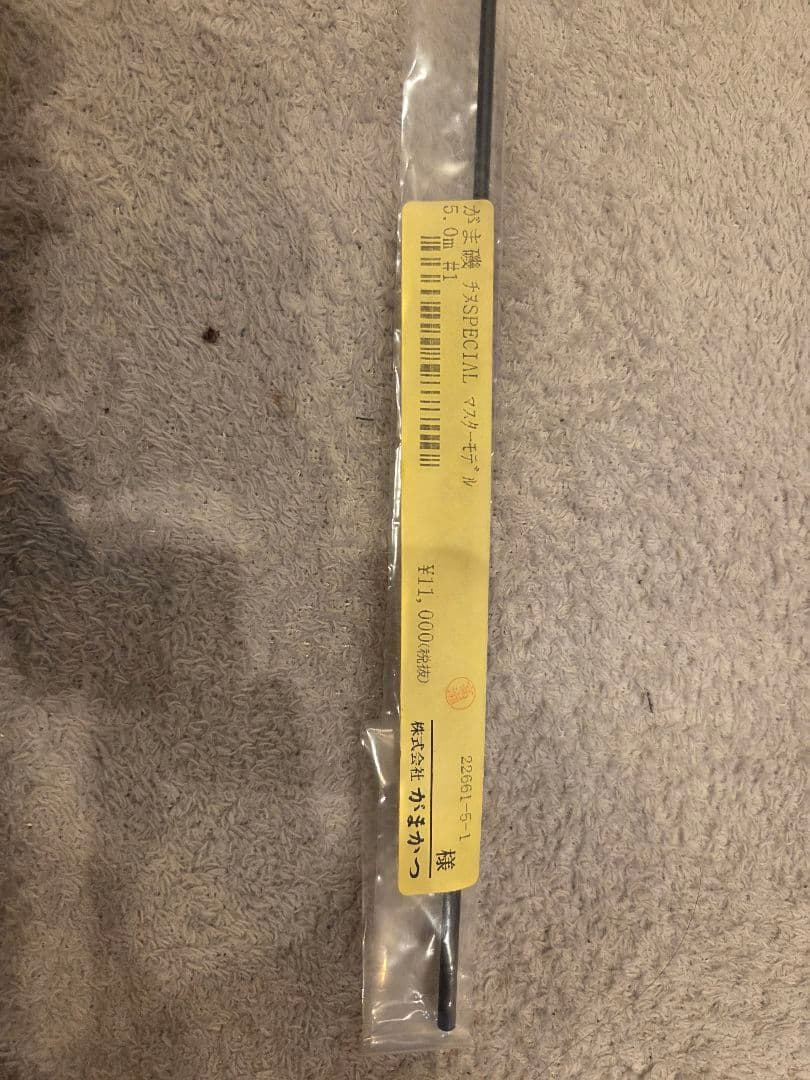 がま磯 チヌSPECIAL マスターモデル
5.0m #1
¥11,000(税抜)
22661-5-1
様
株式会社 がまかつ